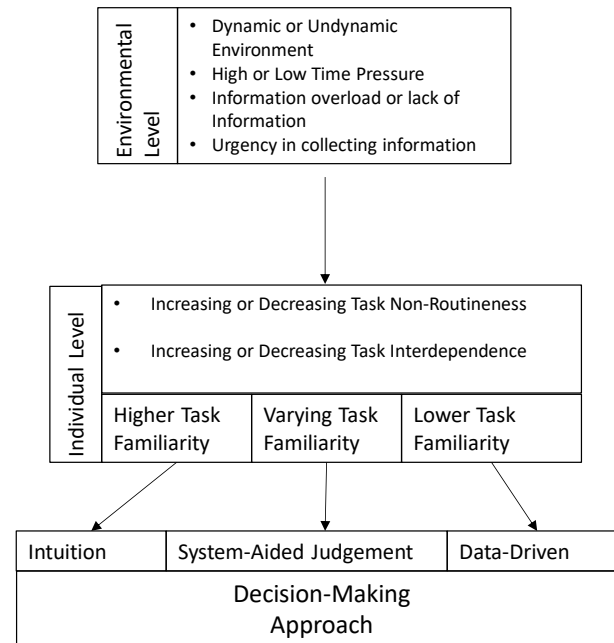 Environmental
Level
• Dynamic or Undynamic
Environment
• High or Low Time Pressure
• Information overload or lack of
Information
• Urgency in collecting information
Individual Level
• Increasing or Decreasing Task Non-Routineness
• Increasing or Decreasing Task Interdependence
Higher Task
Familiarity
Varying Task
Familiarity
Lower Task
Familiarity
Intuition
System-Aided Judgement
Data-Driven
Decision-Making
Approach